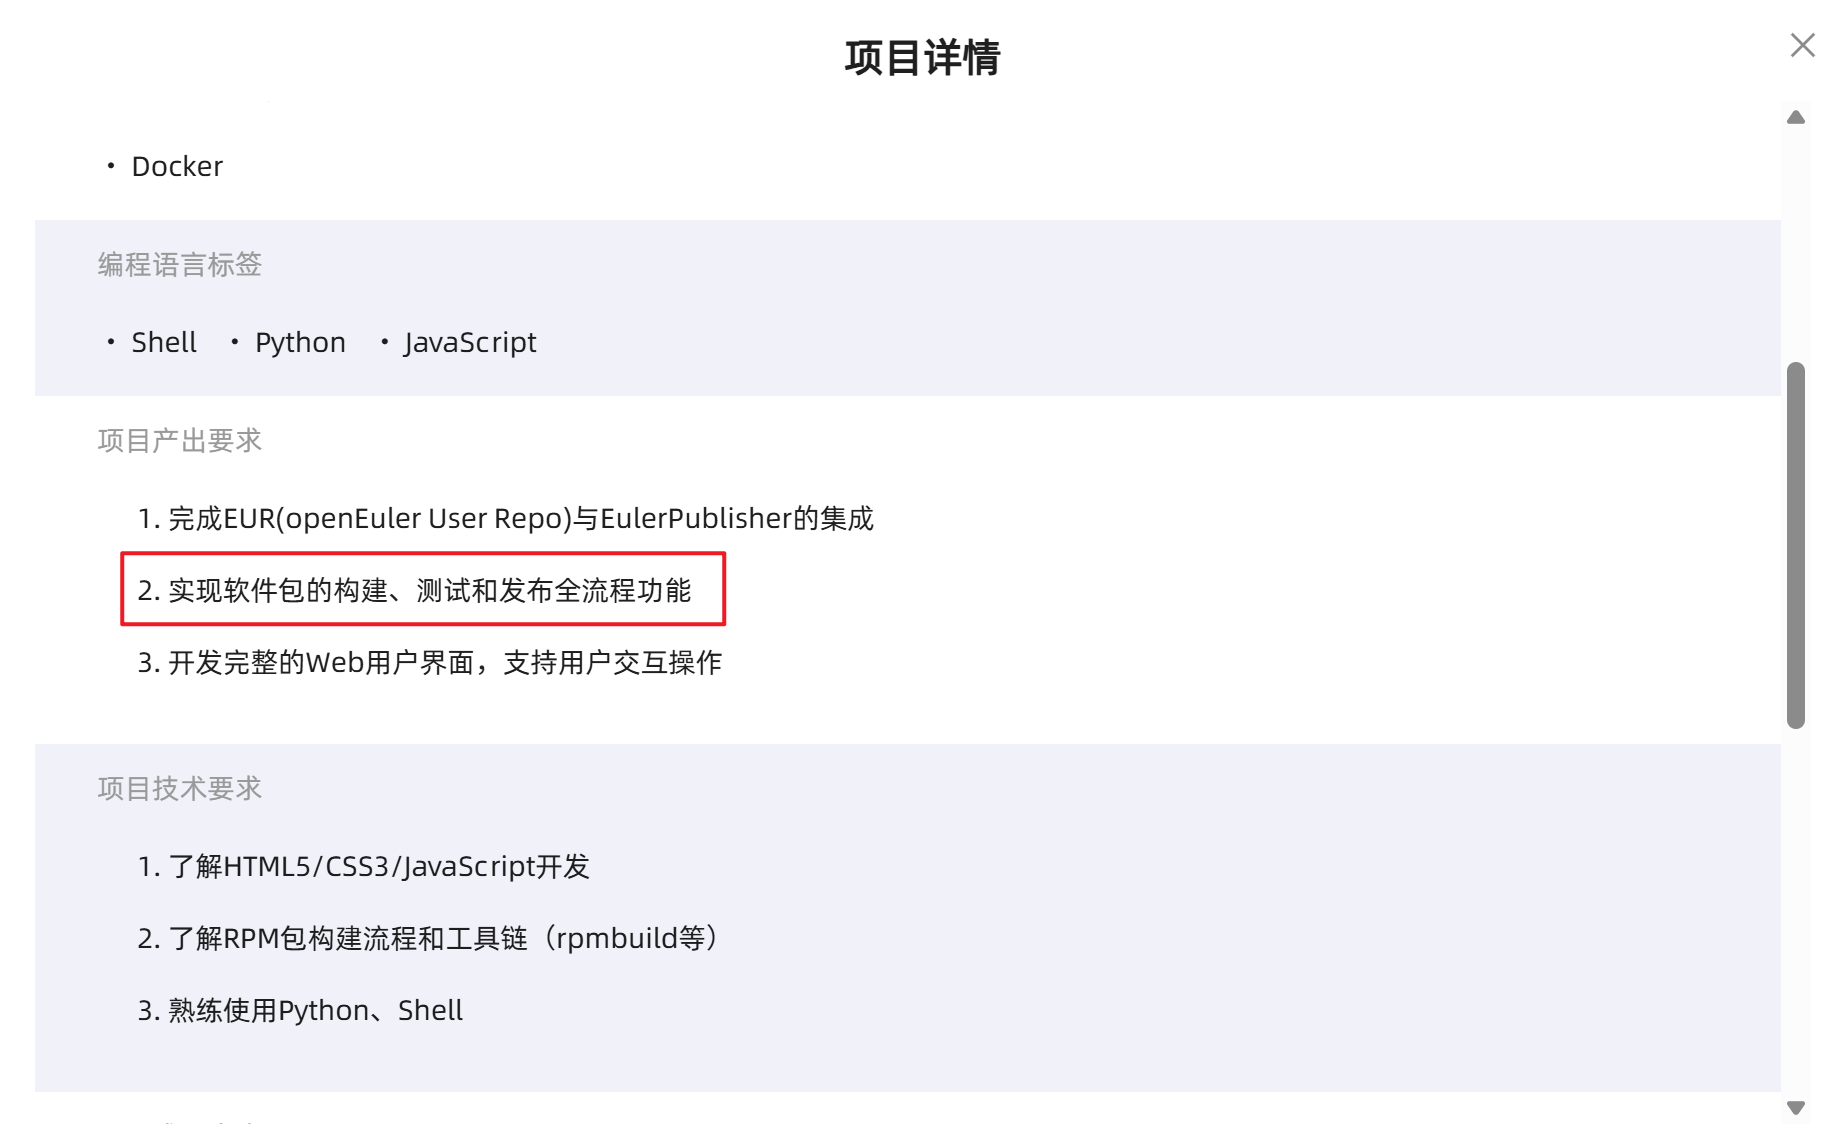 项目详情
• Docker
编程语言标签
• Shell • Python • JavaScript
项目产出要求
1. 完成EUR(openEuler User Repo)与EulerPublisher的集成
2. 实现软件包的构建、测试和发布全流程功能
3. 开发完整的Web用户界面，支持用户交互操作
项目技术要求
1. 了解HTML5/CSS3/JavaScript开发
2. 了解RPM包构建流程和工具链（rpmbuild等）
3. 熟练使用Python、Shell